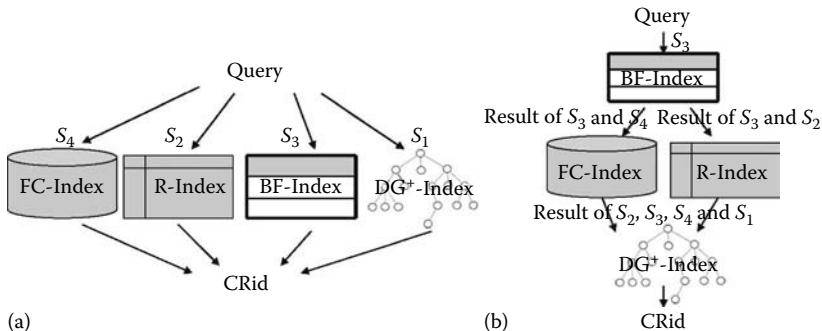 Query
S4
S2
S3
S1
FC-Index
R-Index
BF-Index
DG+-Index
CRid
(a)
Query
S3
BF-Index
Result of S3 and S4
Result of S3 and S2
FC-Index
R-Index
Result of S2, S3, S4 and S1
DG+-Index
CRid
(b)